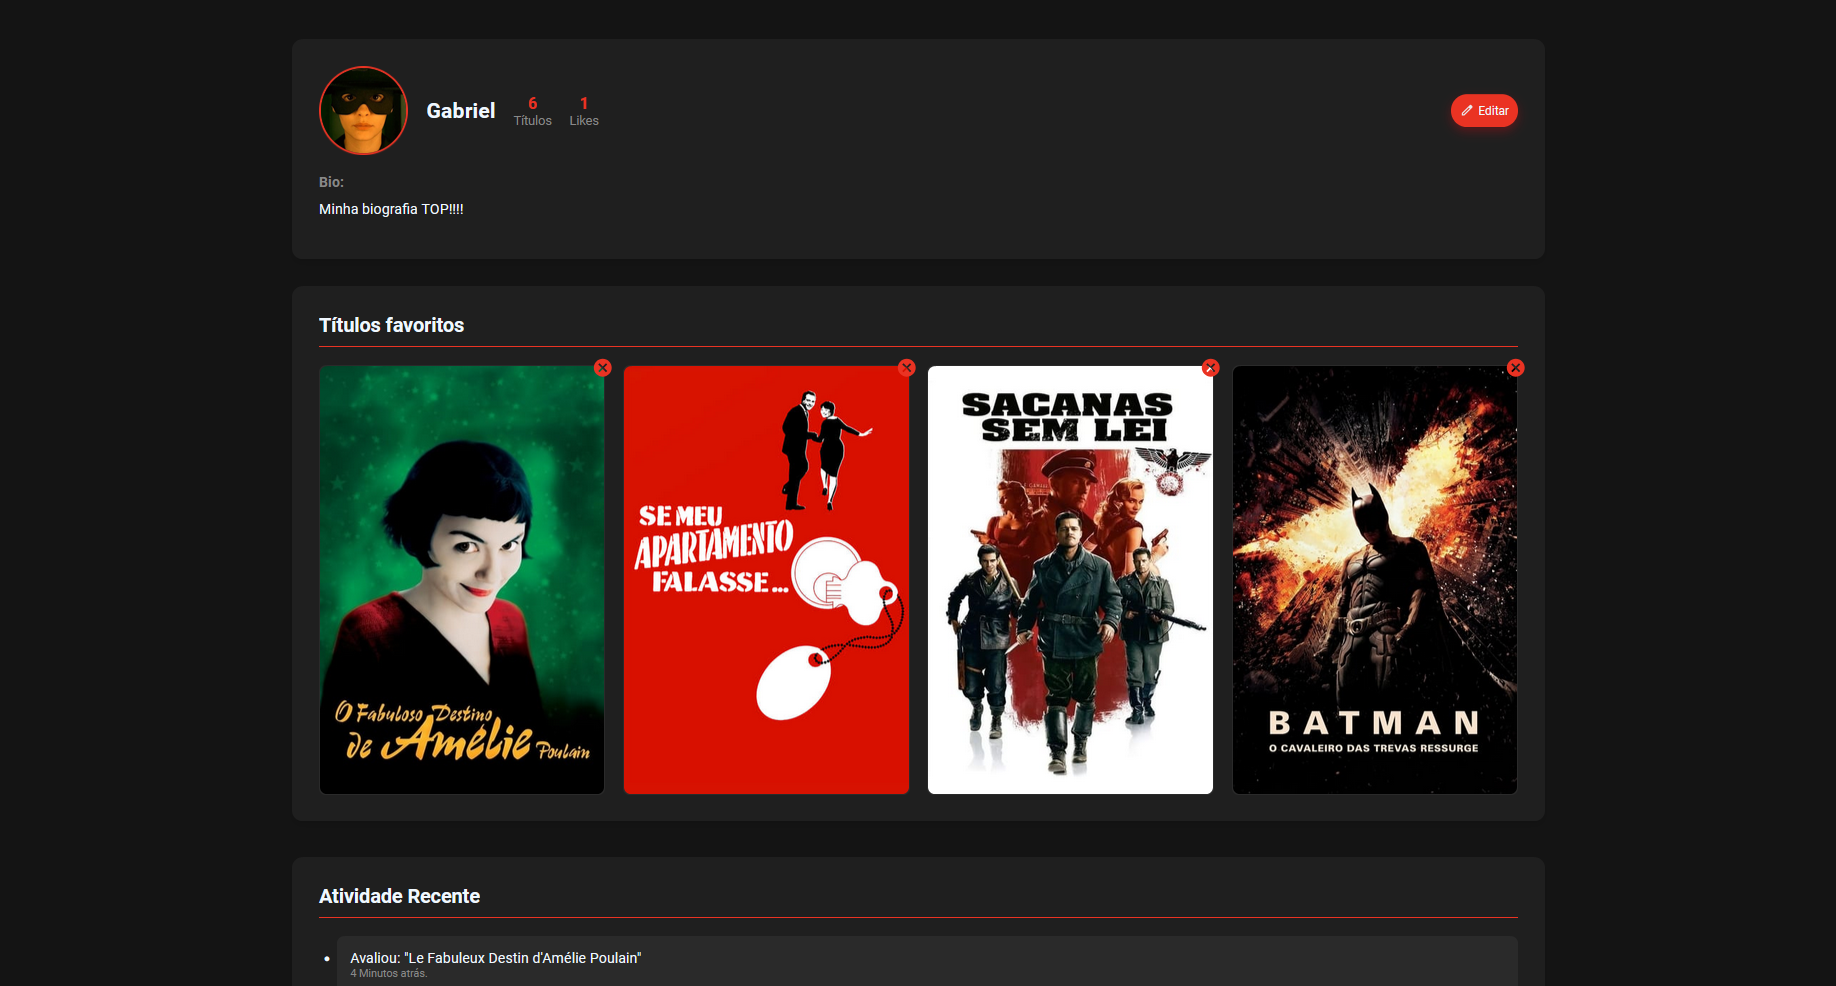 Gabriel
6
Títulos
1
Likes
Editar
Bio:
Minha biografia TOP!!!!
Títulos favoritos
O Fabuloso Destino
de Amélie Poulain
SE MEU
APARTAMENTO
FALASSE...
SACANAS
SEM LEI
BATMAN
O CAVALEIRO DAS TREVAS RESSURGE
Atividade Recente
Avaliou: "Le Fabuleux Destin d'Amélie Poulain"
4 Minutos atrás.